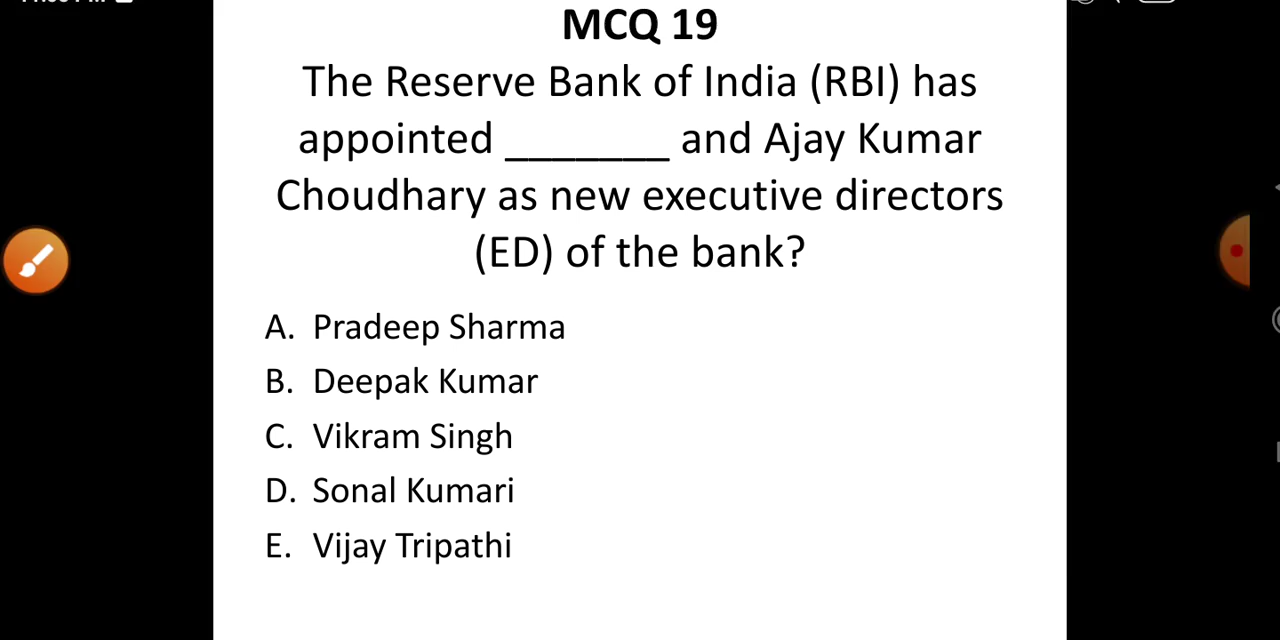 MCQ 19
The Reserve Bank of India (RBI) has
appointed _______ and Ajay Kumar
Choudhary as new executive directors
(ED) of the bank?
A. Pradeep Sharma
B. Deepak Kumar
C. Vikram Singh
D. Sonal Kumari
E. Vijay Tripathi